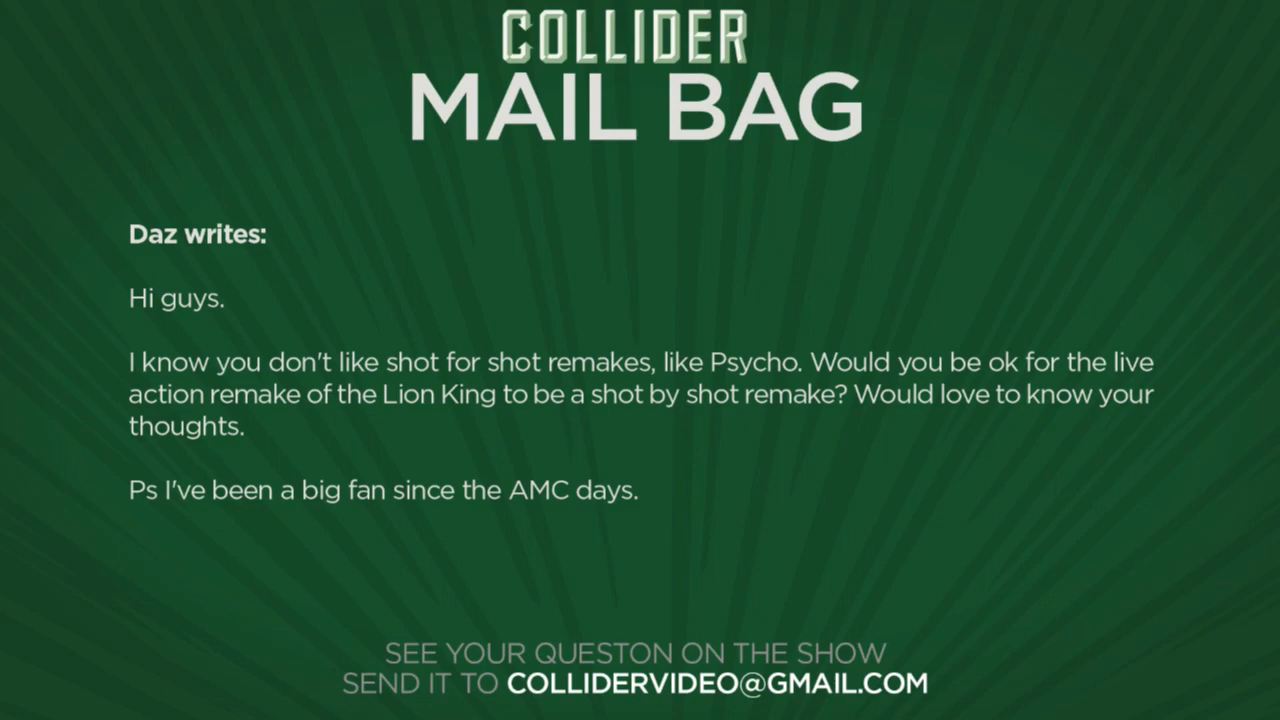 COLLIDER
MAIL BAG
Daz writes:
Hi guys.
I know you don't like shot for shot remakes, like Psycho. Would you be ok for the live
action remake of the Lion King to be a shot by shot remake? Would love to know your
thoughts.
Ps I've been a big fan since the AMC days.
SEE YOUR QUESTON ON THE SHOW
SEND IT TO COLLIDERVIDEO@GMAIL.COM